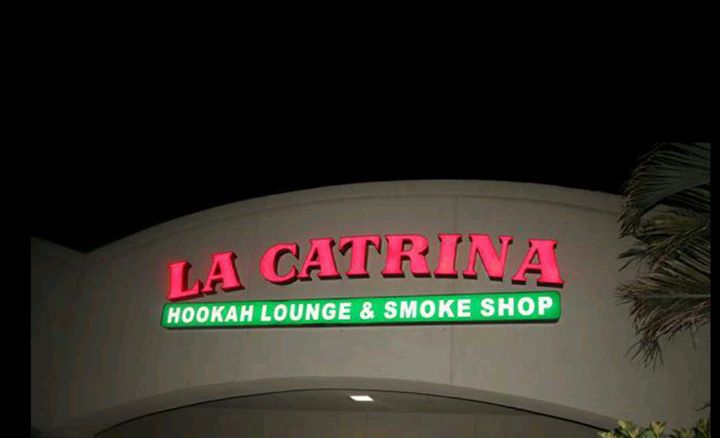 LA CATRINA
HOOKAH LOUNGE & SMOKE SHOP